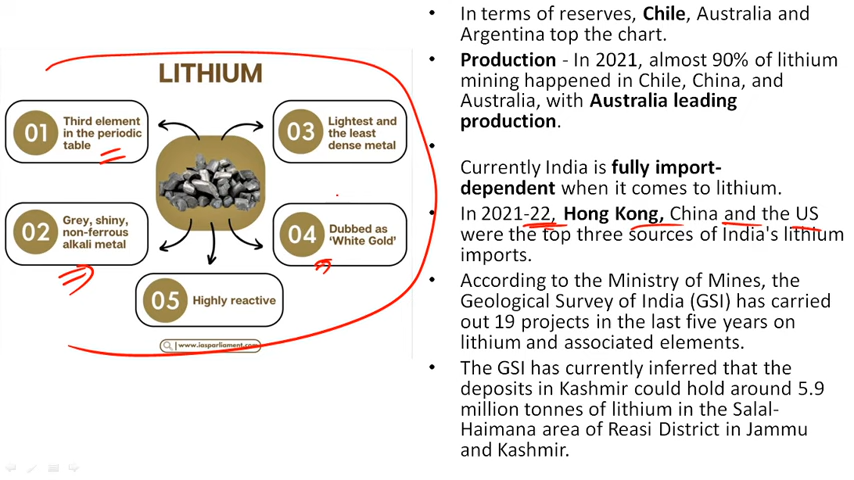 LITHIUM
01
Third element
in the periodic
table
02
Grey, shiny,
non-ferrous
alkali metal
03
Lightest and
the least
dense metal
04
Dubbed as
'White Gold'
05
Highly reactive
www.iasparliament.com
• In terms of reserves, Chile, Australia and
Argentina top the chart.
• Production - In 2021, almost 90% of lithium
mining happened in Chile, China, and
Australia, with Australia leading
production.
•
Currently India is fully import-
dependent when it comes to lithium.
• In 2021-22, Hong Kong, China and the US
were the top three sources of India's lithium
imports.
• According to the Ministry of Mines, the
Geological Survey of India (GSI) has carried
out 19 projects in the last five years on
lithium and associated elements.
• The GSI has currently inferred that the
deposits in Kashmir could hold around 5.9
million tonnes of lithium in the Salal-
Haimana area of Reasi District in Jammu
and Kashmir.